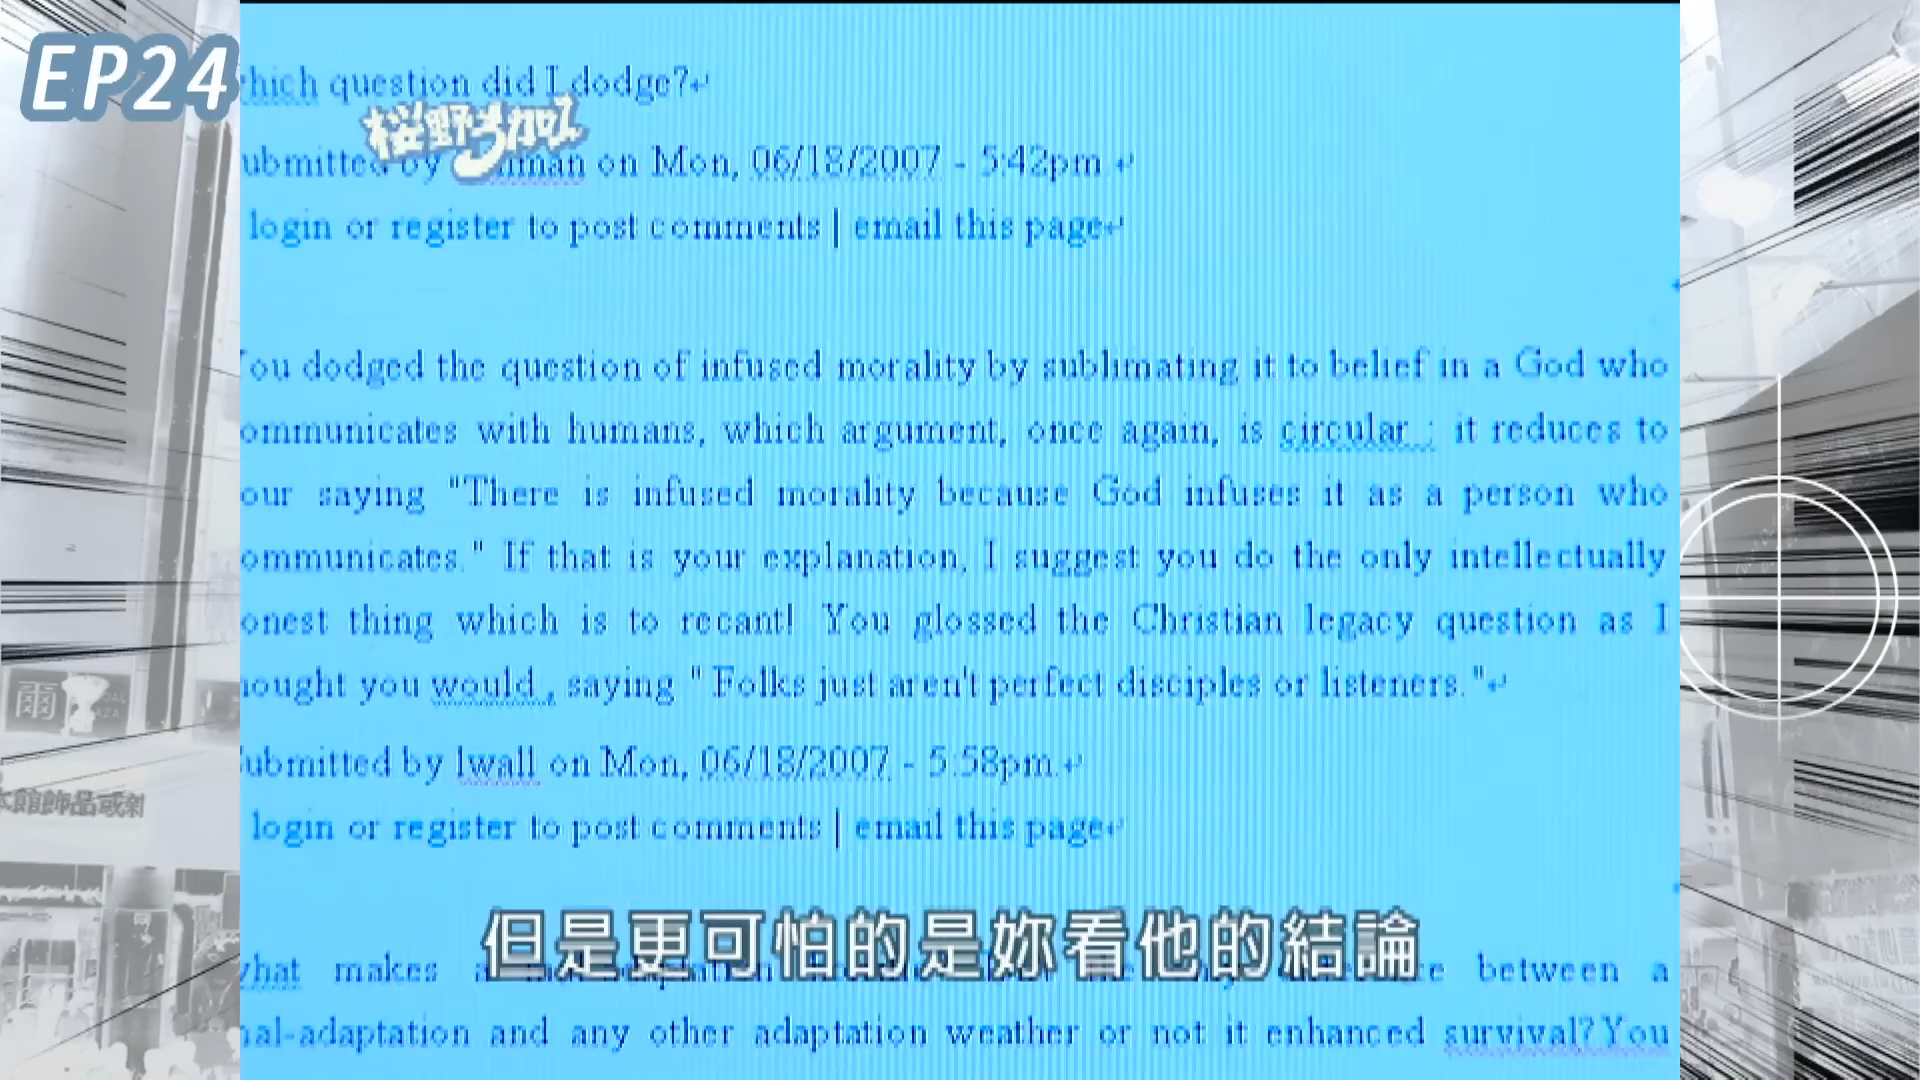 EP24
hich question did I dodge?
桜野
ubmitted by man on Mon, 06/18/2007 - 5:42pm.
login or register to post comments | email this page
ou dodged the question of infused morality by sublimating it to belief in a God who
ommunicates with humans, which argument, once again, is circular : it reduces to
our saying "There is infused morality because God infuses it as a person who
ommunicates." If that is your explanation, I suggest you do the only intellectually
onest thing which is to recant! You glossed the Christian legacy question as I
hought you would , saying " Folks just aren't perfect disciples or listeners."
ubmitted by lwall on Mon, 06/18/2007 - 5:58pm.
login or register to post comments | email this page
但是更可怕的是妳看他的結論
hat makes a between a
al-adaptation and any other adaptation weather or not it enhanced survival? You
爾
本館飾品或